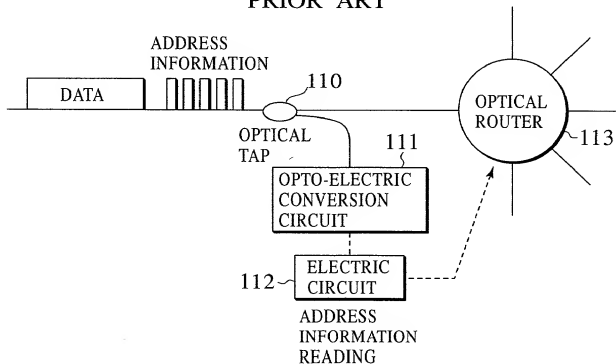 PRIOR ART
ADDRESS
INFORMATION
DATA
110
OPTICAL
TAP
OPTICAL
ROUTER
113
111
OPTO-ELECTRIC
CONVERSION
CIRCUIT
112
ELECTRIC
CIRCUIT
ADDRESS
INFORMATION
READING